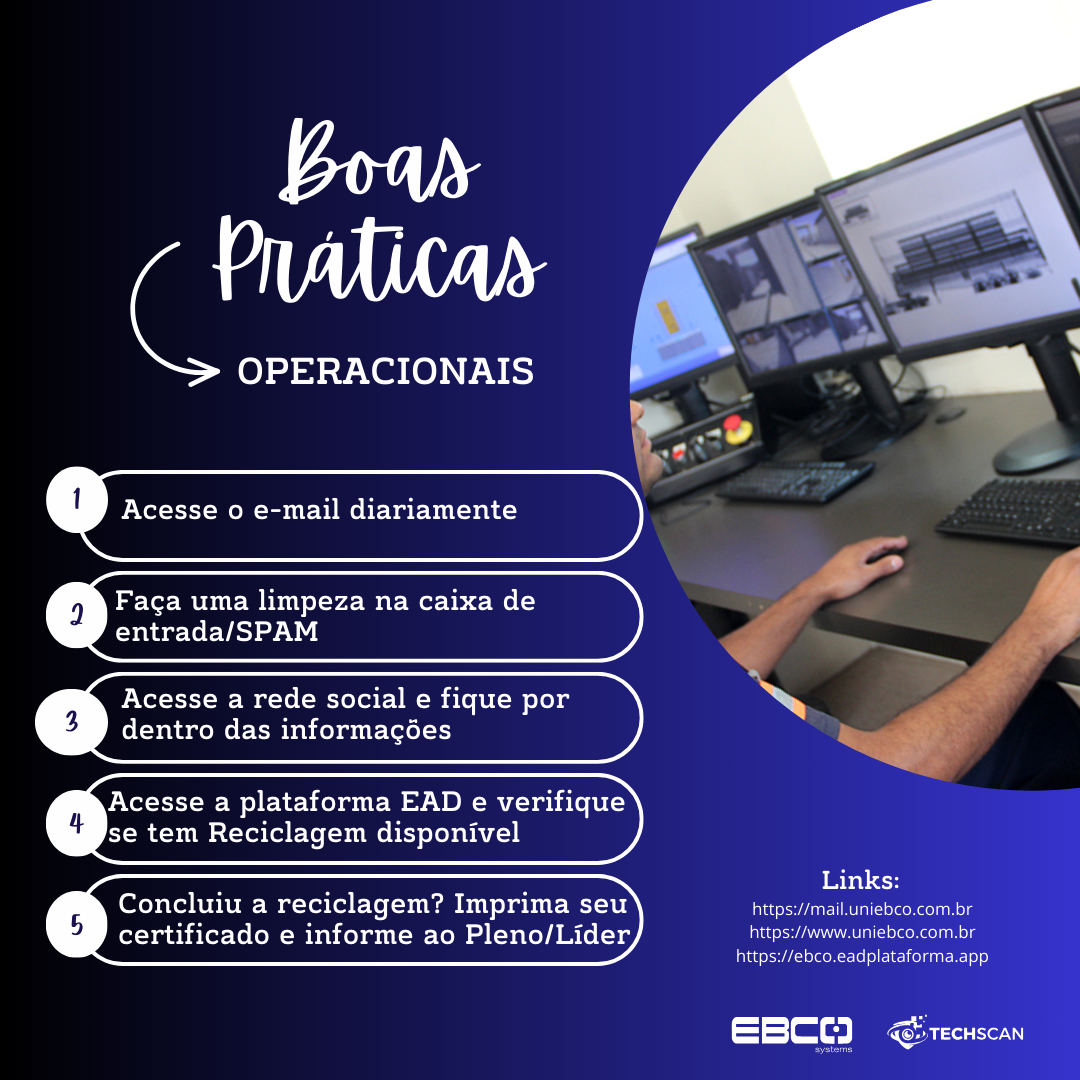 Boas
Práticas
OPERACIONAIS
1
Acesse o e-mail diariamente
2
Faça uma limpeza na caixa de
entrada/SPAM
3
Acesse a rede social e fique por
dentro das informações
4
Acesse a plataforma EAD e verifique
se tem Reciclagem disponível
5
Concluiu a reciclagem? Imprima seu
certificado e informe ao Pleno/Líder
Links:
https://mail.uniebco.com.br
https://www.uniebco.com.br
https://ebco.eadplataforma.app
EBCO
systems
TECHSCAN